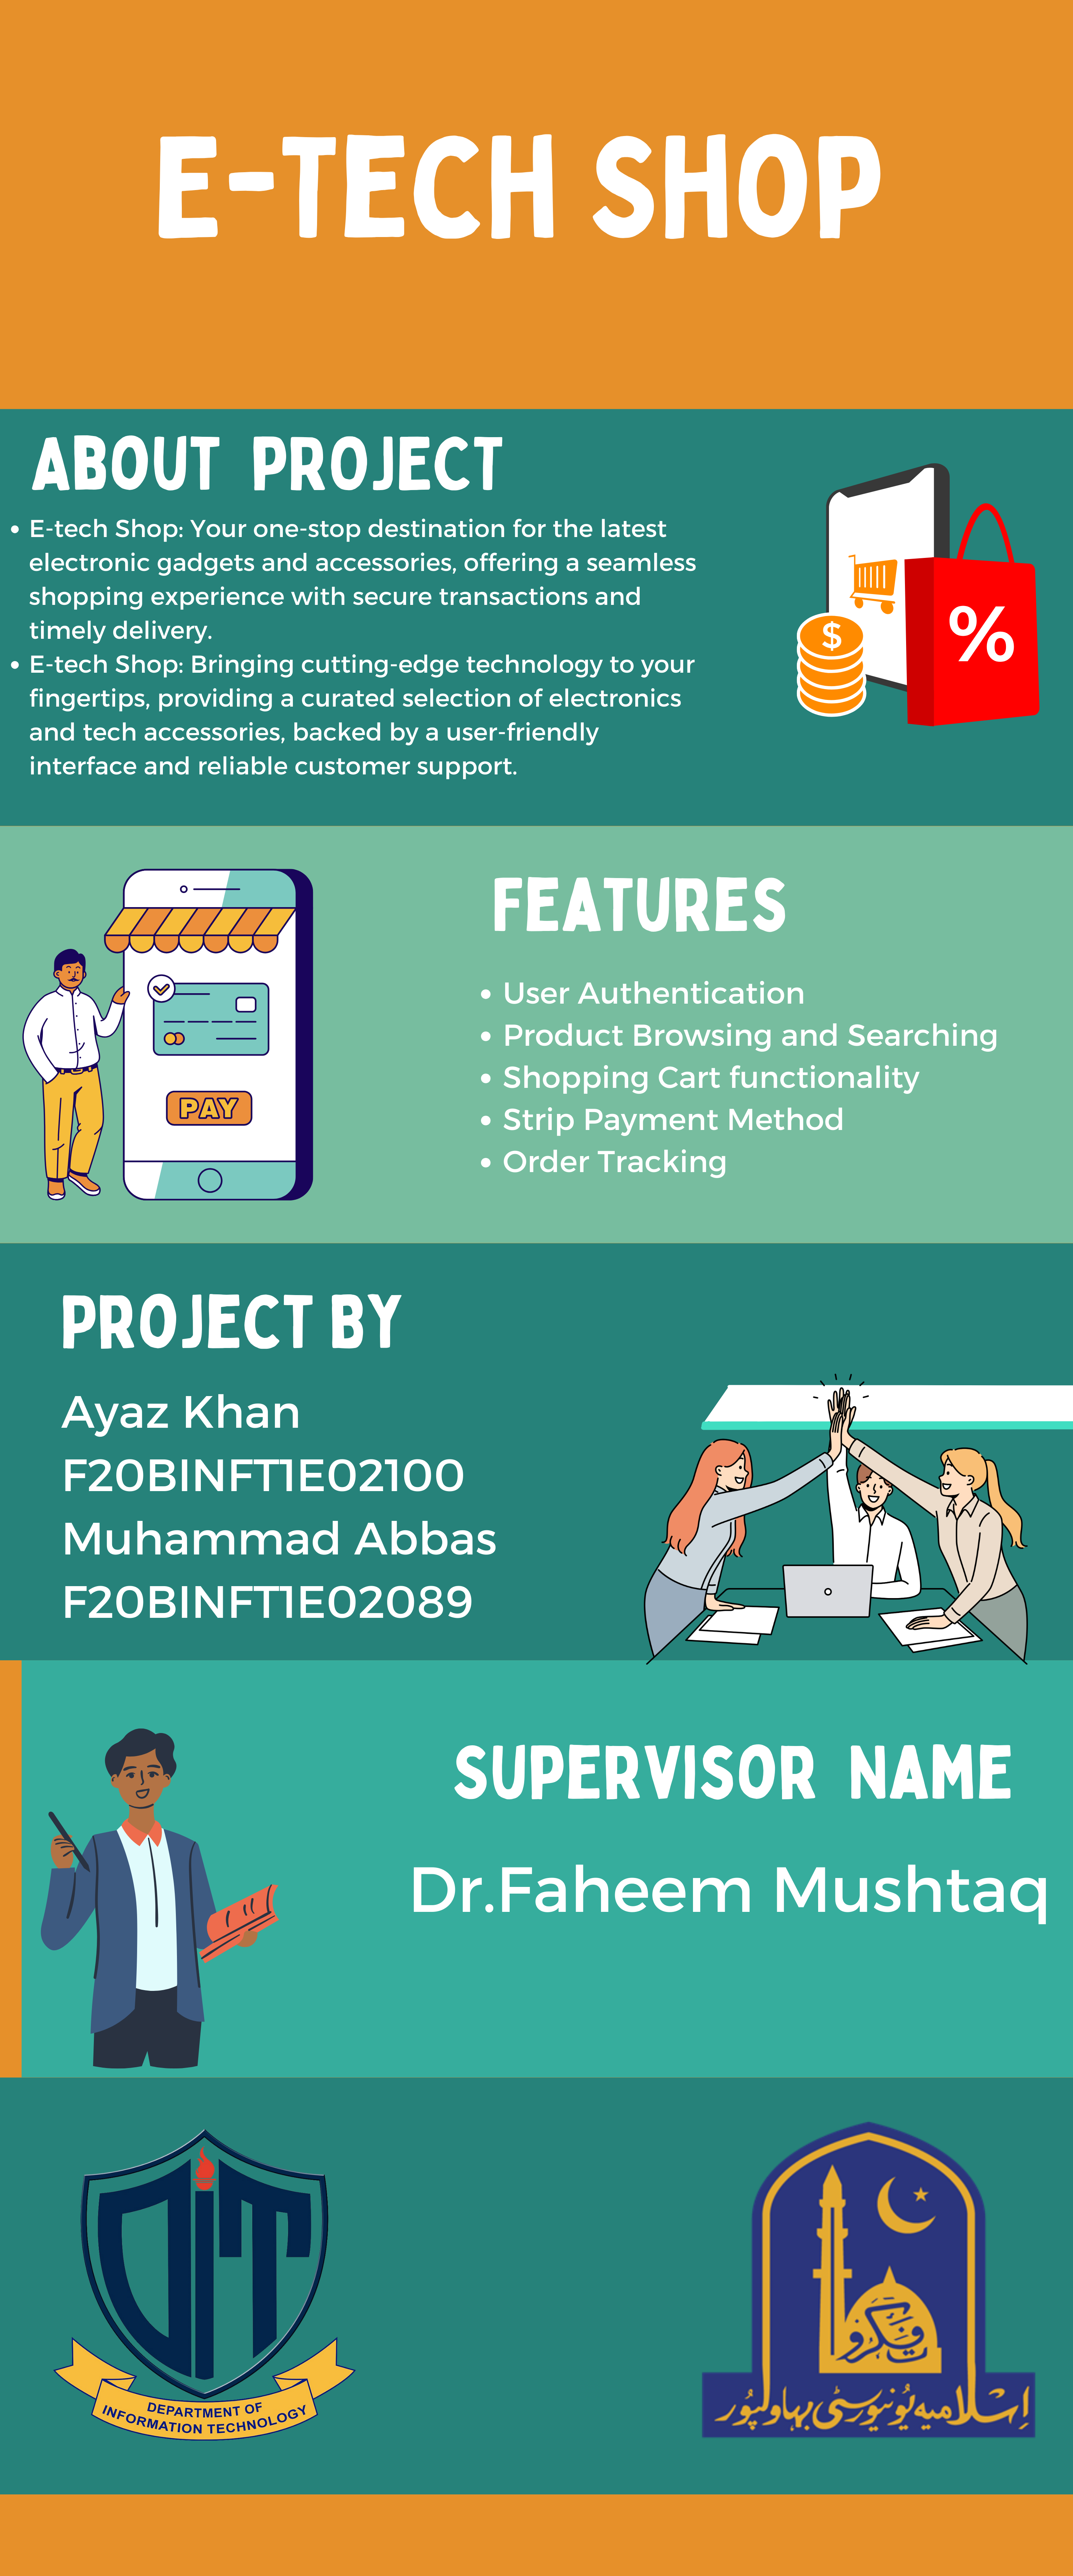 E-TECH SHOP
ABOUT PROJECT
• E-tech Shop: Your one-stop destination for the latest
electronic gadgets and accessories, offering a seamless
shopping experience with secure transactions and
timely delivery.
• E-tech Shop: Bringing cutting-edge technology to your
fingertips, providing a curated selection of electronics
and tech accessories, backed by a user-friendly
interface and reliable customer support.
$
%
PAY
FEATURES
• User Authentication
• Product Browsing and Searching
• Shopping Cart functionality
• Strip Payment Method
• Order Tracking
PROJECT BY
Ayaz Khan
F20BINFT1E02100
Muhammad Abbas
F20BINFT1E02089
SUPERVISOR NAME
Dr.Faheem Mushtaq
DIT
DEPARTMENT OF
INFORMATION TECHNOLOGY
اِسلامیہ یُونیورسٹی بہاولپُور